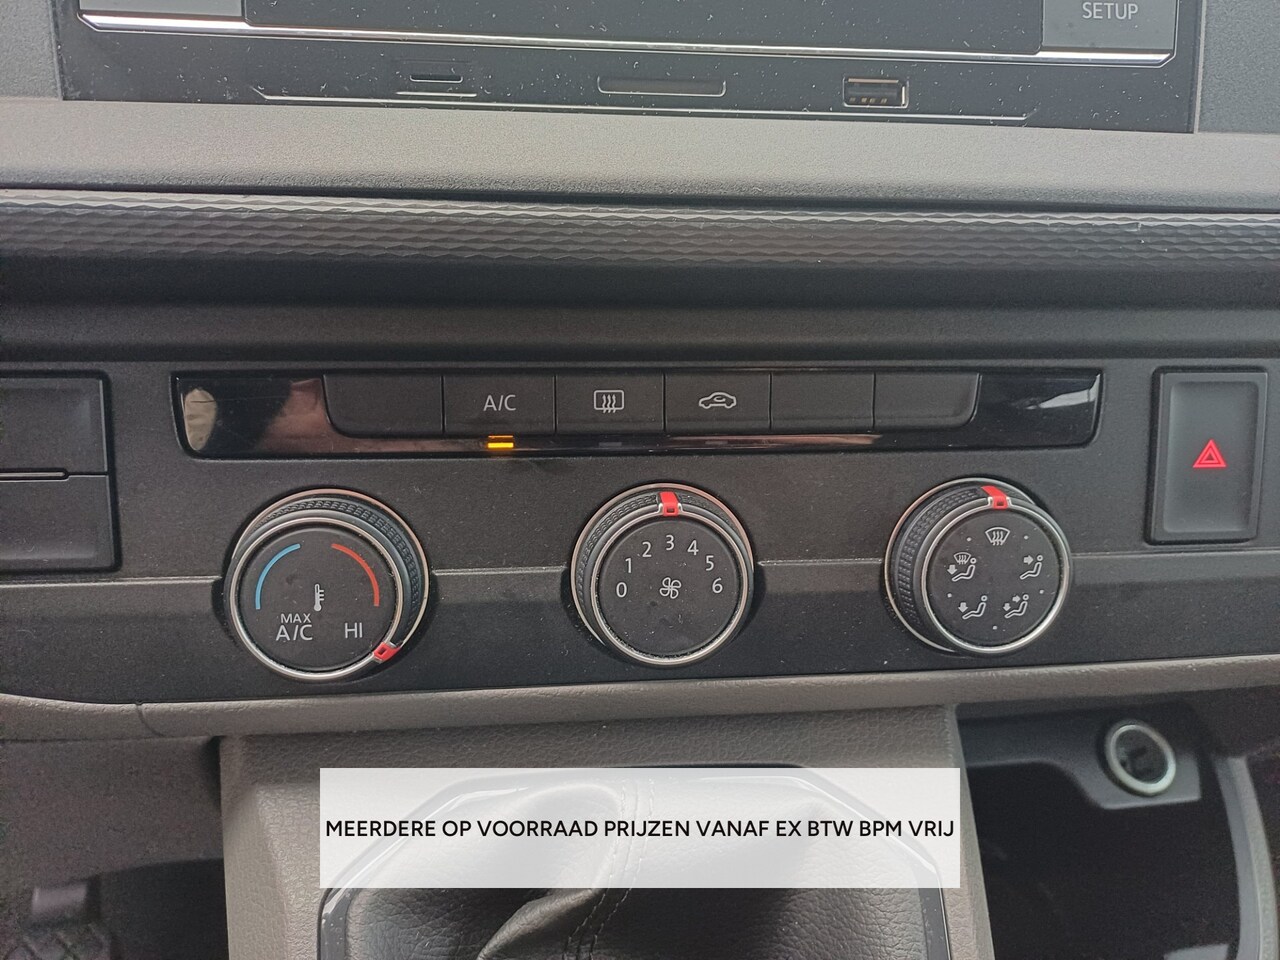 SETUP
A/C
0 1 2 3 4 5 6
MAX
A/C HI
MEERDERE OP VOORRAAD PRIJZEN VANAF EX BTW BPM VRIJ